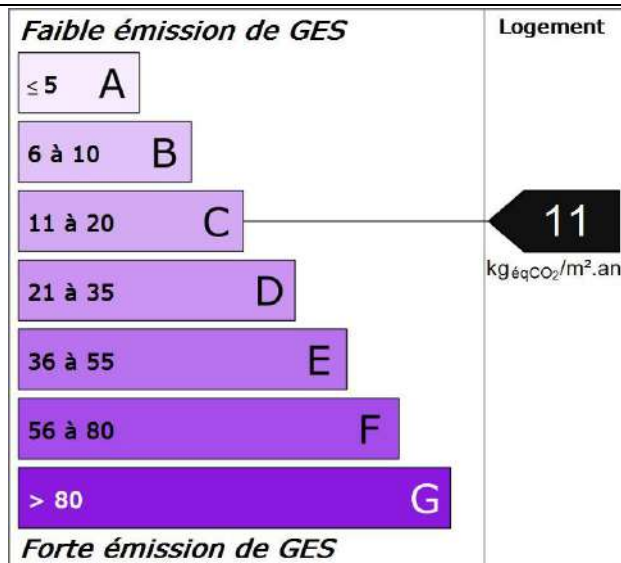 Faible émission de GES
Logement
≤ 5 A
6 à 10 B
11 à 20 C
11
kgéqCO₂/m².an
21 à 35 D
36 à 55 E
56 à 80 F
> 80 G
Forte émission de GES